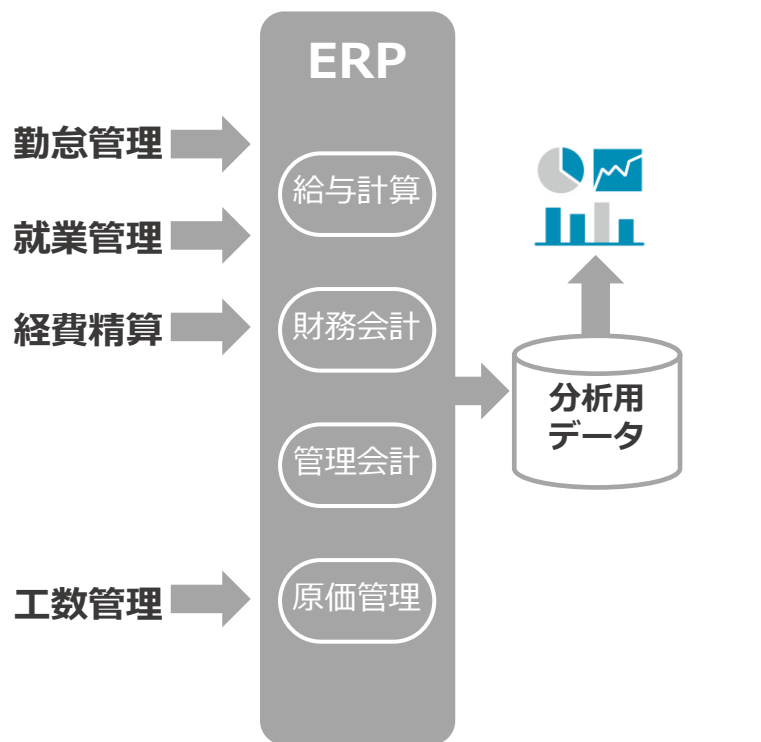 ERP
勤怠管理
給与計算
就業管理
経費精算
財務会計
分析用
データ
管理会計
工数管理
原価管理